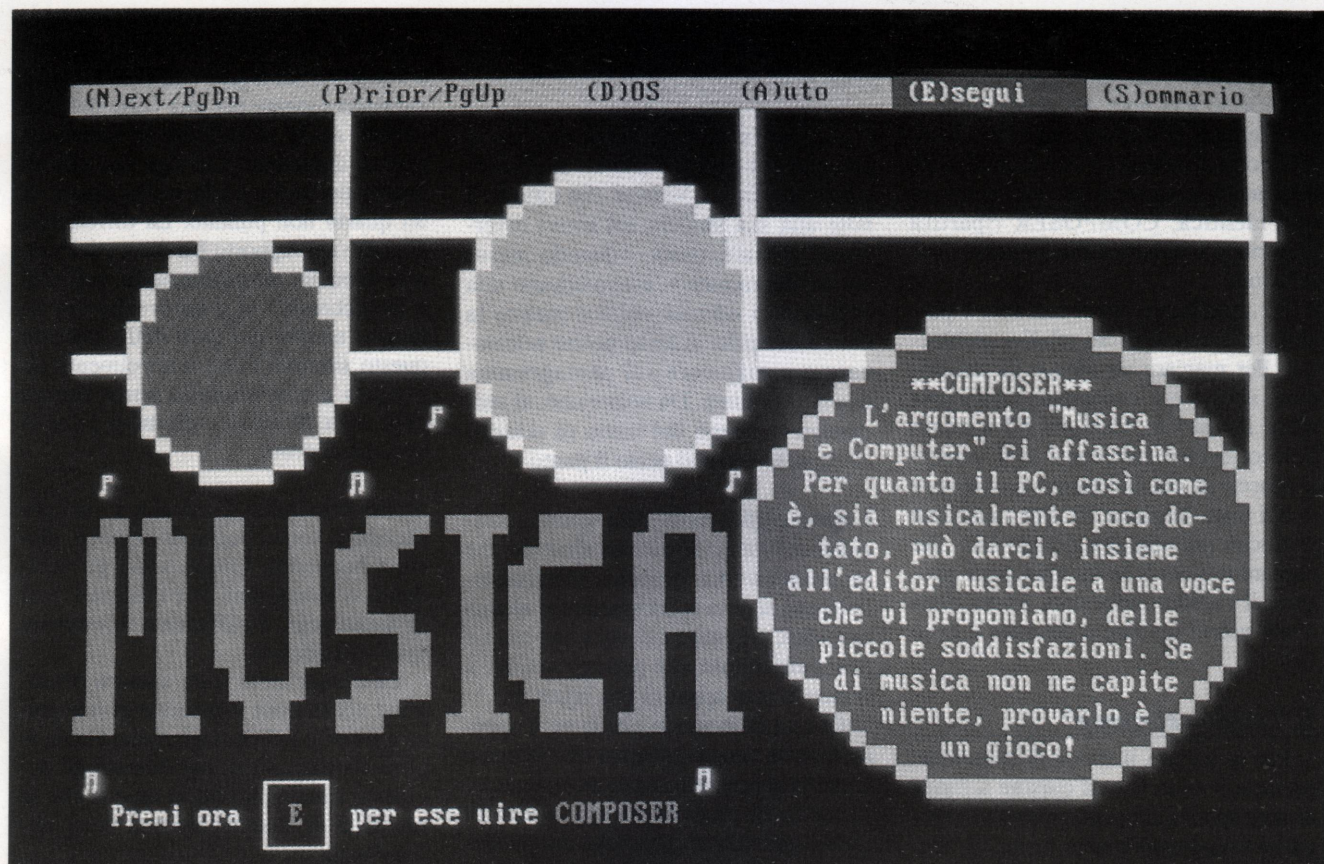 (N)ext/PgDn (P)rior/PgUp (D)OS (A)uto (E)segui (S)ommario
**COMPOSER**
L'argomento "Musica
e Computer" ci affascina.
Per quanto il PC, così come
è, sia musicalmente poco do-
tato, può darci, insieme
all'editor musicale a una voce
che vi proponiamo, delle
piccole soddisfazioni. Se
di musica non ne capite
niente, provarlo è
un gioco!
MUSICA
Premi ora E per ese uire COMPOSER